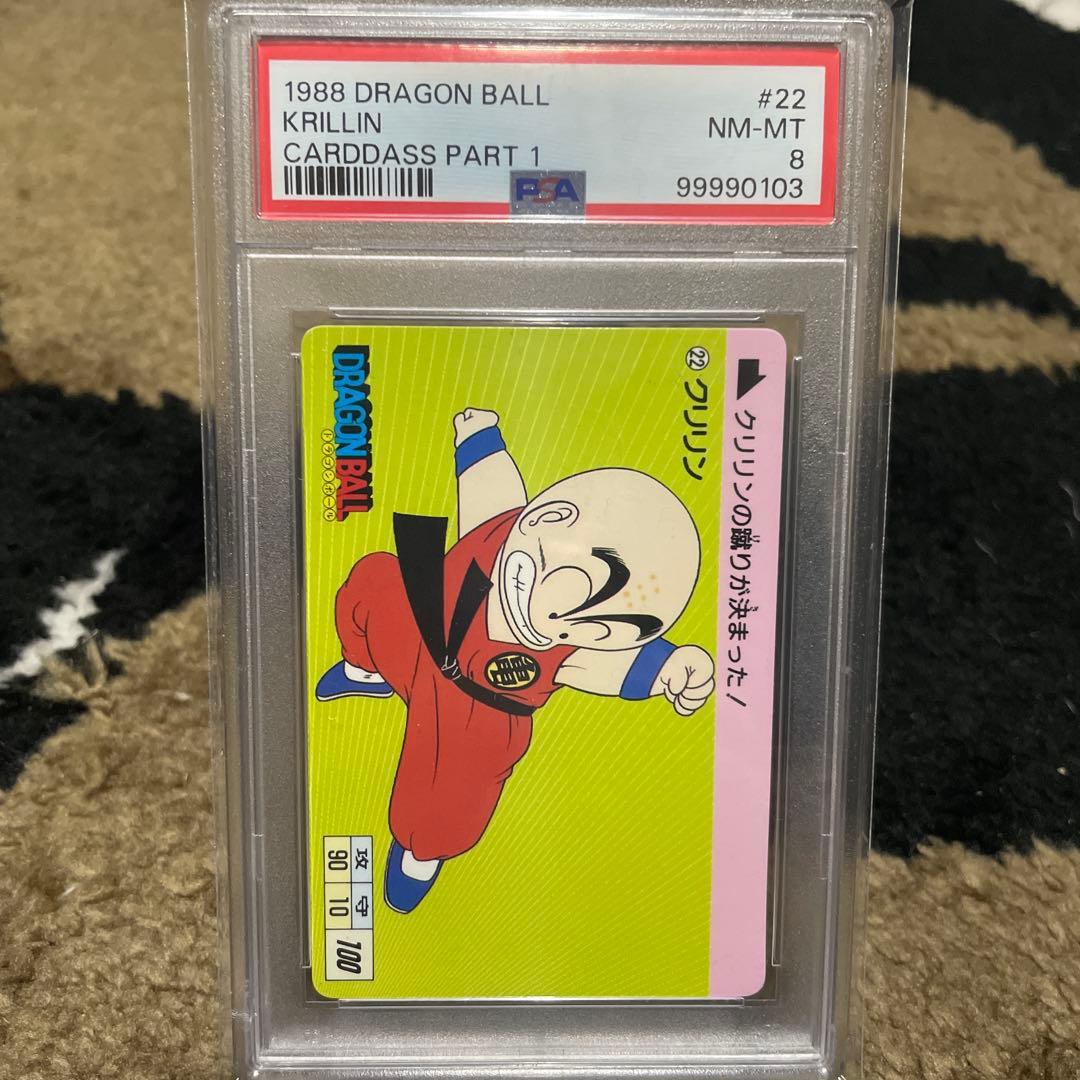 1988 DRAGON BALL #22
KRILLIN NM-MT
CARDDASS PART 1 8
PSA 99990103
クリリンの蹴りが決まった!
㉒ クリリン
DRAGON BALL
ドラゴンボール
亀
攻 守
90 10 100